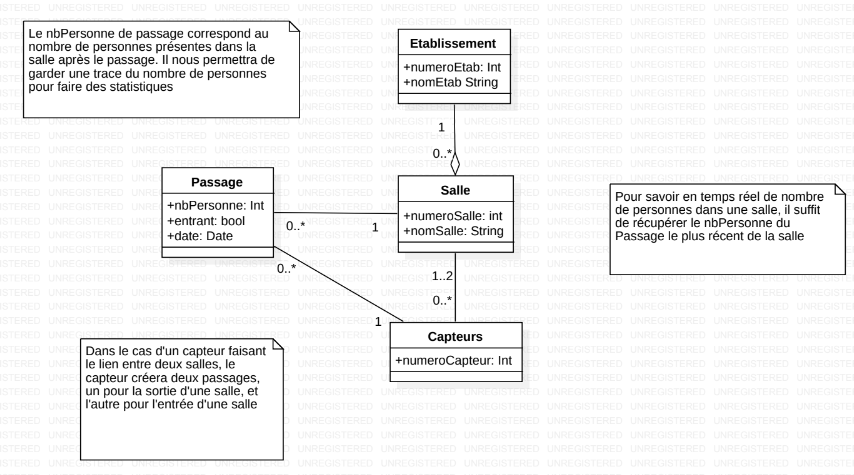 Le nbPersonne de passage correspond au
nombre de personnes présentes dans la
salle après le passage. Il nous permettra de
garder une trace du nombre de personnes
pour faire des statistiques
Etablissement
+numeroEtab: Int
+nomEtab String
1
0..*
Passage
+nbPersonne: Int
+entrant: bool
+date: Date
0..*
1
Salle
+numeroSalle: int
+nomSalle: String
Pour savoir en temps réel de nombre
de personnes dans une salle, il suffit
de récupérer le nbPersonne du
Passage le plus récent de la salle
0..*
1
1..2
0..*
Capteurs
+numeroCapteur: Int
Dans le cas d'un capteur faisant
le lien entre deux salles, le
capteur créera deux passages,
un pour la sortie d'une salle, et
l'autre pour l'entrée d'une salle
UNREGISTERED